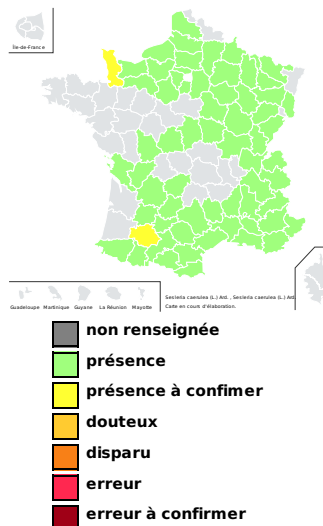 Île-de-France
Guadeloupe Martinique Guyane La Réunion Mayotte
Sesleria caerulea (L.) Ard. , Sesleria caerulea (L.) Ard.
Carte en cours d'élaboration.
non renseignée
présence
présence à confimer
douteux
disparu
erreur
erreur à confirmer